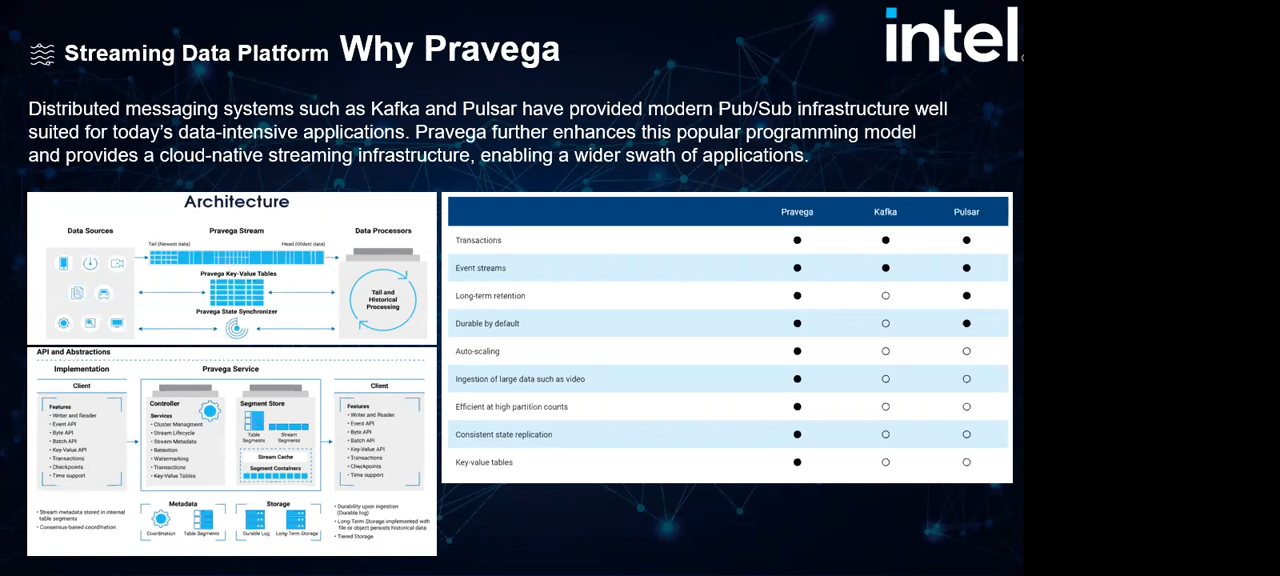 Streaming Data Platform Why Pravega
intel
Distributed messaging systems such as Kafka and Pulsar have provided modern Pub/Sub infrastructure well
suited for today's data-intensive applications. Pravega further enhances this popular programming model
and provides a cloud-native streaming infrastructure, enabling a wider swath of applications.
Architecture
Data Sources
Pravega Stream
Data Processors
Tail (Newest data)
Head (Oldest data)
Pravega Key-Value Tables
Pravega State Synchronizer
Tail and
Historical
Processing
API and Abstractions
Implementation
Pravega Service
Client
Features
• Writer and Reader
• Event API
• Byte API
• Batch API
• Key-Value API
• Transactions
• Checkpoints
• Time support
Controller
Services
• Cluster Managment
• Stream Lifecycle
• Stream Metadata
• Retention
• Watermarking
• Transactions
• Key-Value Tables
Segment Store
Table
Segments
Stream
Segments
Stream Cache
Segment Containers
Client
Features
• Writer and Reader
• Event API
• Byte API
• Batch API
• Key-Value API
• Transactions
• Checkpoints
• Time support
• Stream metadata stored in internal
table segments
• Consensus-based coordination
Metadata
Coordination
Table Segments
Storage
Durable Log
Long-Term Storage
• Durability upon ingestion
(Durable log)
• Long-Term Storage implemented with
file or object persists historical data
• Tiered Storage
Pravega Kafka Pulsar
Transactions
Event streams
Long-term retention
Durable by default
Auto-scaling
Ingestion of large data such as video
Efficient at high partition counts
Consistent state replication
Key-value tables